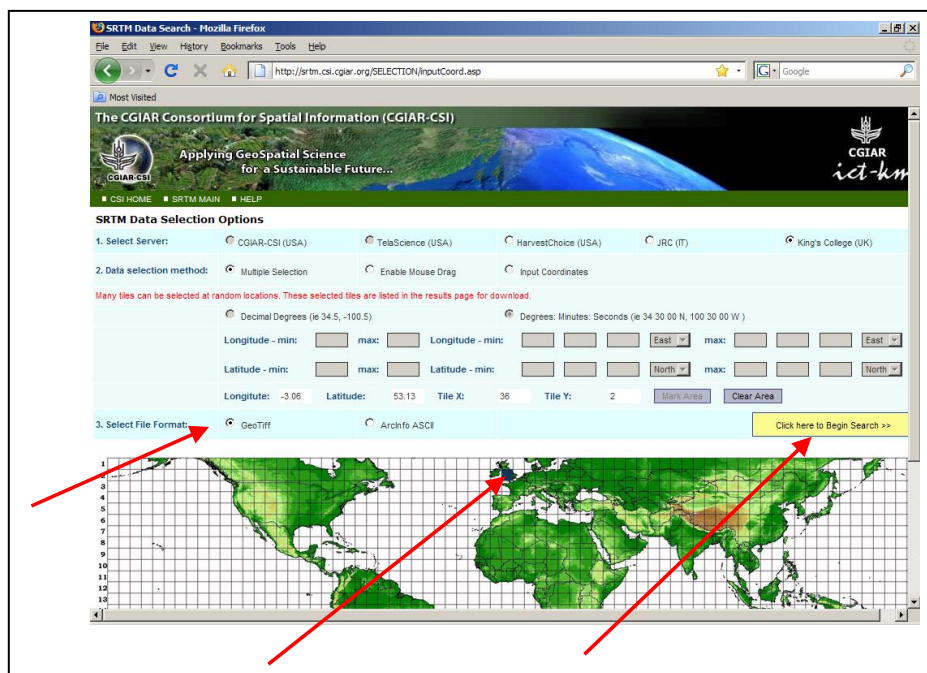 SRTM Data Search - Mozilla Firefox
File Edit View History Bookmarks Tools Help
http://srtm.csi.cgiar.org/SELECTION/inputCoord.asp
G Google
Most Visited
The CGIAR Consortium for Spatial Information (CGIAR-CSI)
Applying GeoSpatial Science
for a Sustainable Future...
CGIAR-CSI
CGIAR
ict-km
CSI HOME SRTM MAIN HELP
SRTM Data Selection Options
1. Select Server: CGIAR-CSI (USA) TelaScience (USA) HarvestChoice (USA) JRC (IT) King's College (UK)
2. Data selection method: Multiple Selection Enable Mouse Drag Input Coordinates
Many tiles can be selected at random locations. These selected tiles are listed in the results page for download.
Decimal Degrees (ie 34.5, -100.5) Degrees: Minutes: Seconds (ie 34 30 00 N, 100 30 00 W )
Longitude - min: max: Longitude - min: East max: East
Latitude - min: max: Latitude - min: North max: North
Longitute: -3.06 Latitude: 53.13 Tile X: 36 Tile Y: 2 Mark Area Clear Area
3. Select File Format: GeoTiff ArcInfo ASCII Click here to Begin Search >>
1
3
4
5
6
7
8
9
10
11
12
13